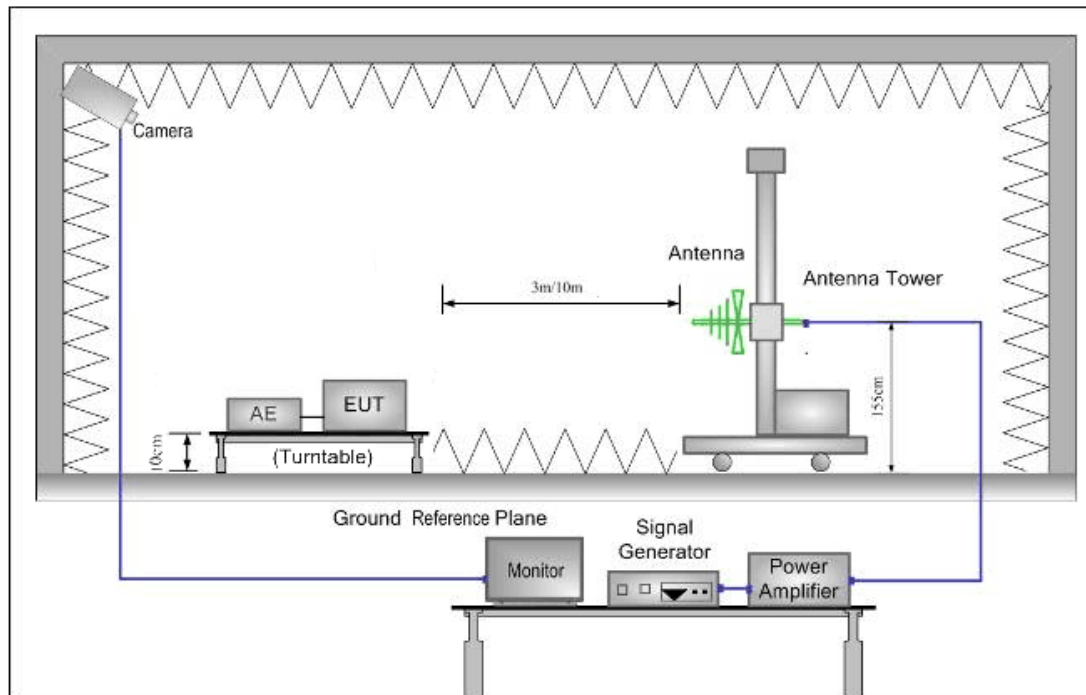 Camera
Antenna
Antenna Tower
3m/10m
155cm
AE
EUT
10cm
(Turntable)
Ground Reference Plane
Signal
Generator
Monitor
Power
Amplifier